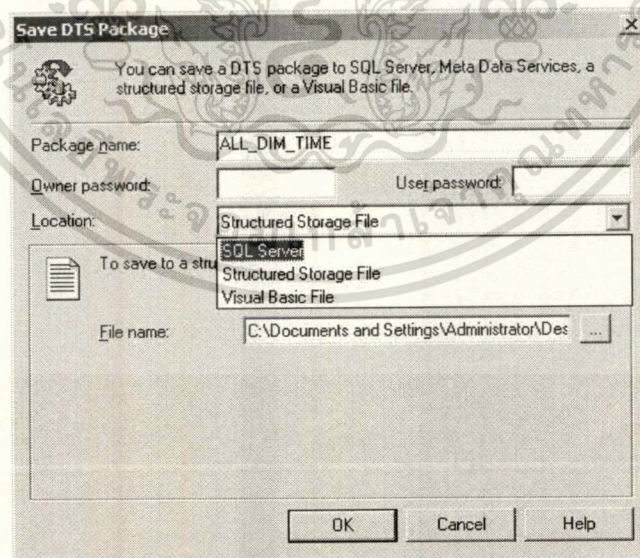 Save DTS Package
You can save a DTS package to SQL Server, Meta Data Services, a
structured storage file, or a Visual Basic file.
Package name: ALL_DIM_TIME
Owner password: User password:
Location: Structured Storage File
SQL Server
To save to a stru
Structured Storage File
Visual Basic File
File name: C:\Documents and Settings\Administrator\Des ...
OK Cancel Help